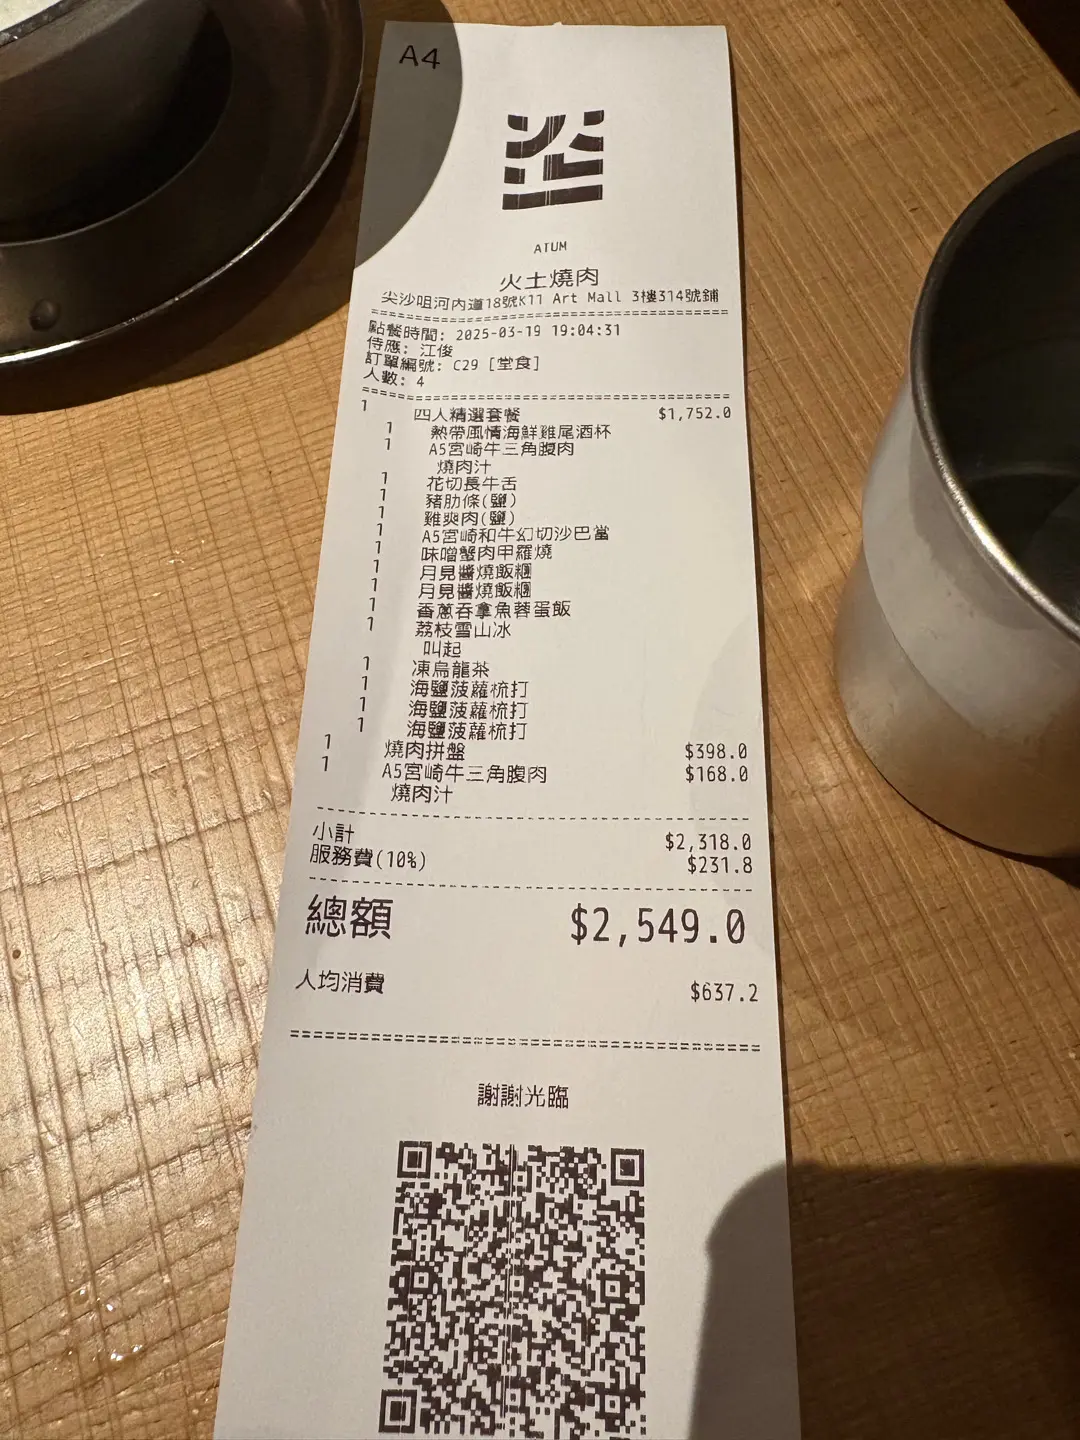 A4
ATUM
火土燒肉
尖沙咀河內道18號K11 Art Mall 3樓314號鋪
點餐時間: 2025-03-19 19:04:31
侍應: 江俊
訂單編號: C29 [堂食]
人數: 4
1 四人精選套餐 $1,752.0
1 熱帶風情海鮮雞尾酒杯
1 A5宮崎牛三角腹肉
燒肉汁
1 花切長牛舌
1 豬肋條(鹽)
1 雞爽肉(鹽)
1 A5宮崎和牛幻切沙巴當
1 味噌蟹肉甲羅燒
1 月見醬燒飯糰
1 月見醬燒飯糰
1 香蔥吞拿魚蓉蛋飯
1 荔枝雪山冰
叫起
1 凍烏龍茶
1 海鹽菠蘿梳打
1 海鹽菠蘿梳打
1 海鹽菠蘿梳打
1 燒肉拼盤 $398.0
1 A5宮崎牛三角腹肉 $168.0
燒肉汁
小計 $2,318.0
服務費(10%) $231.8
總額 $2,549.0
人均消費 $637.2
謝謝光臨